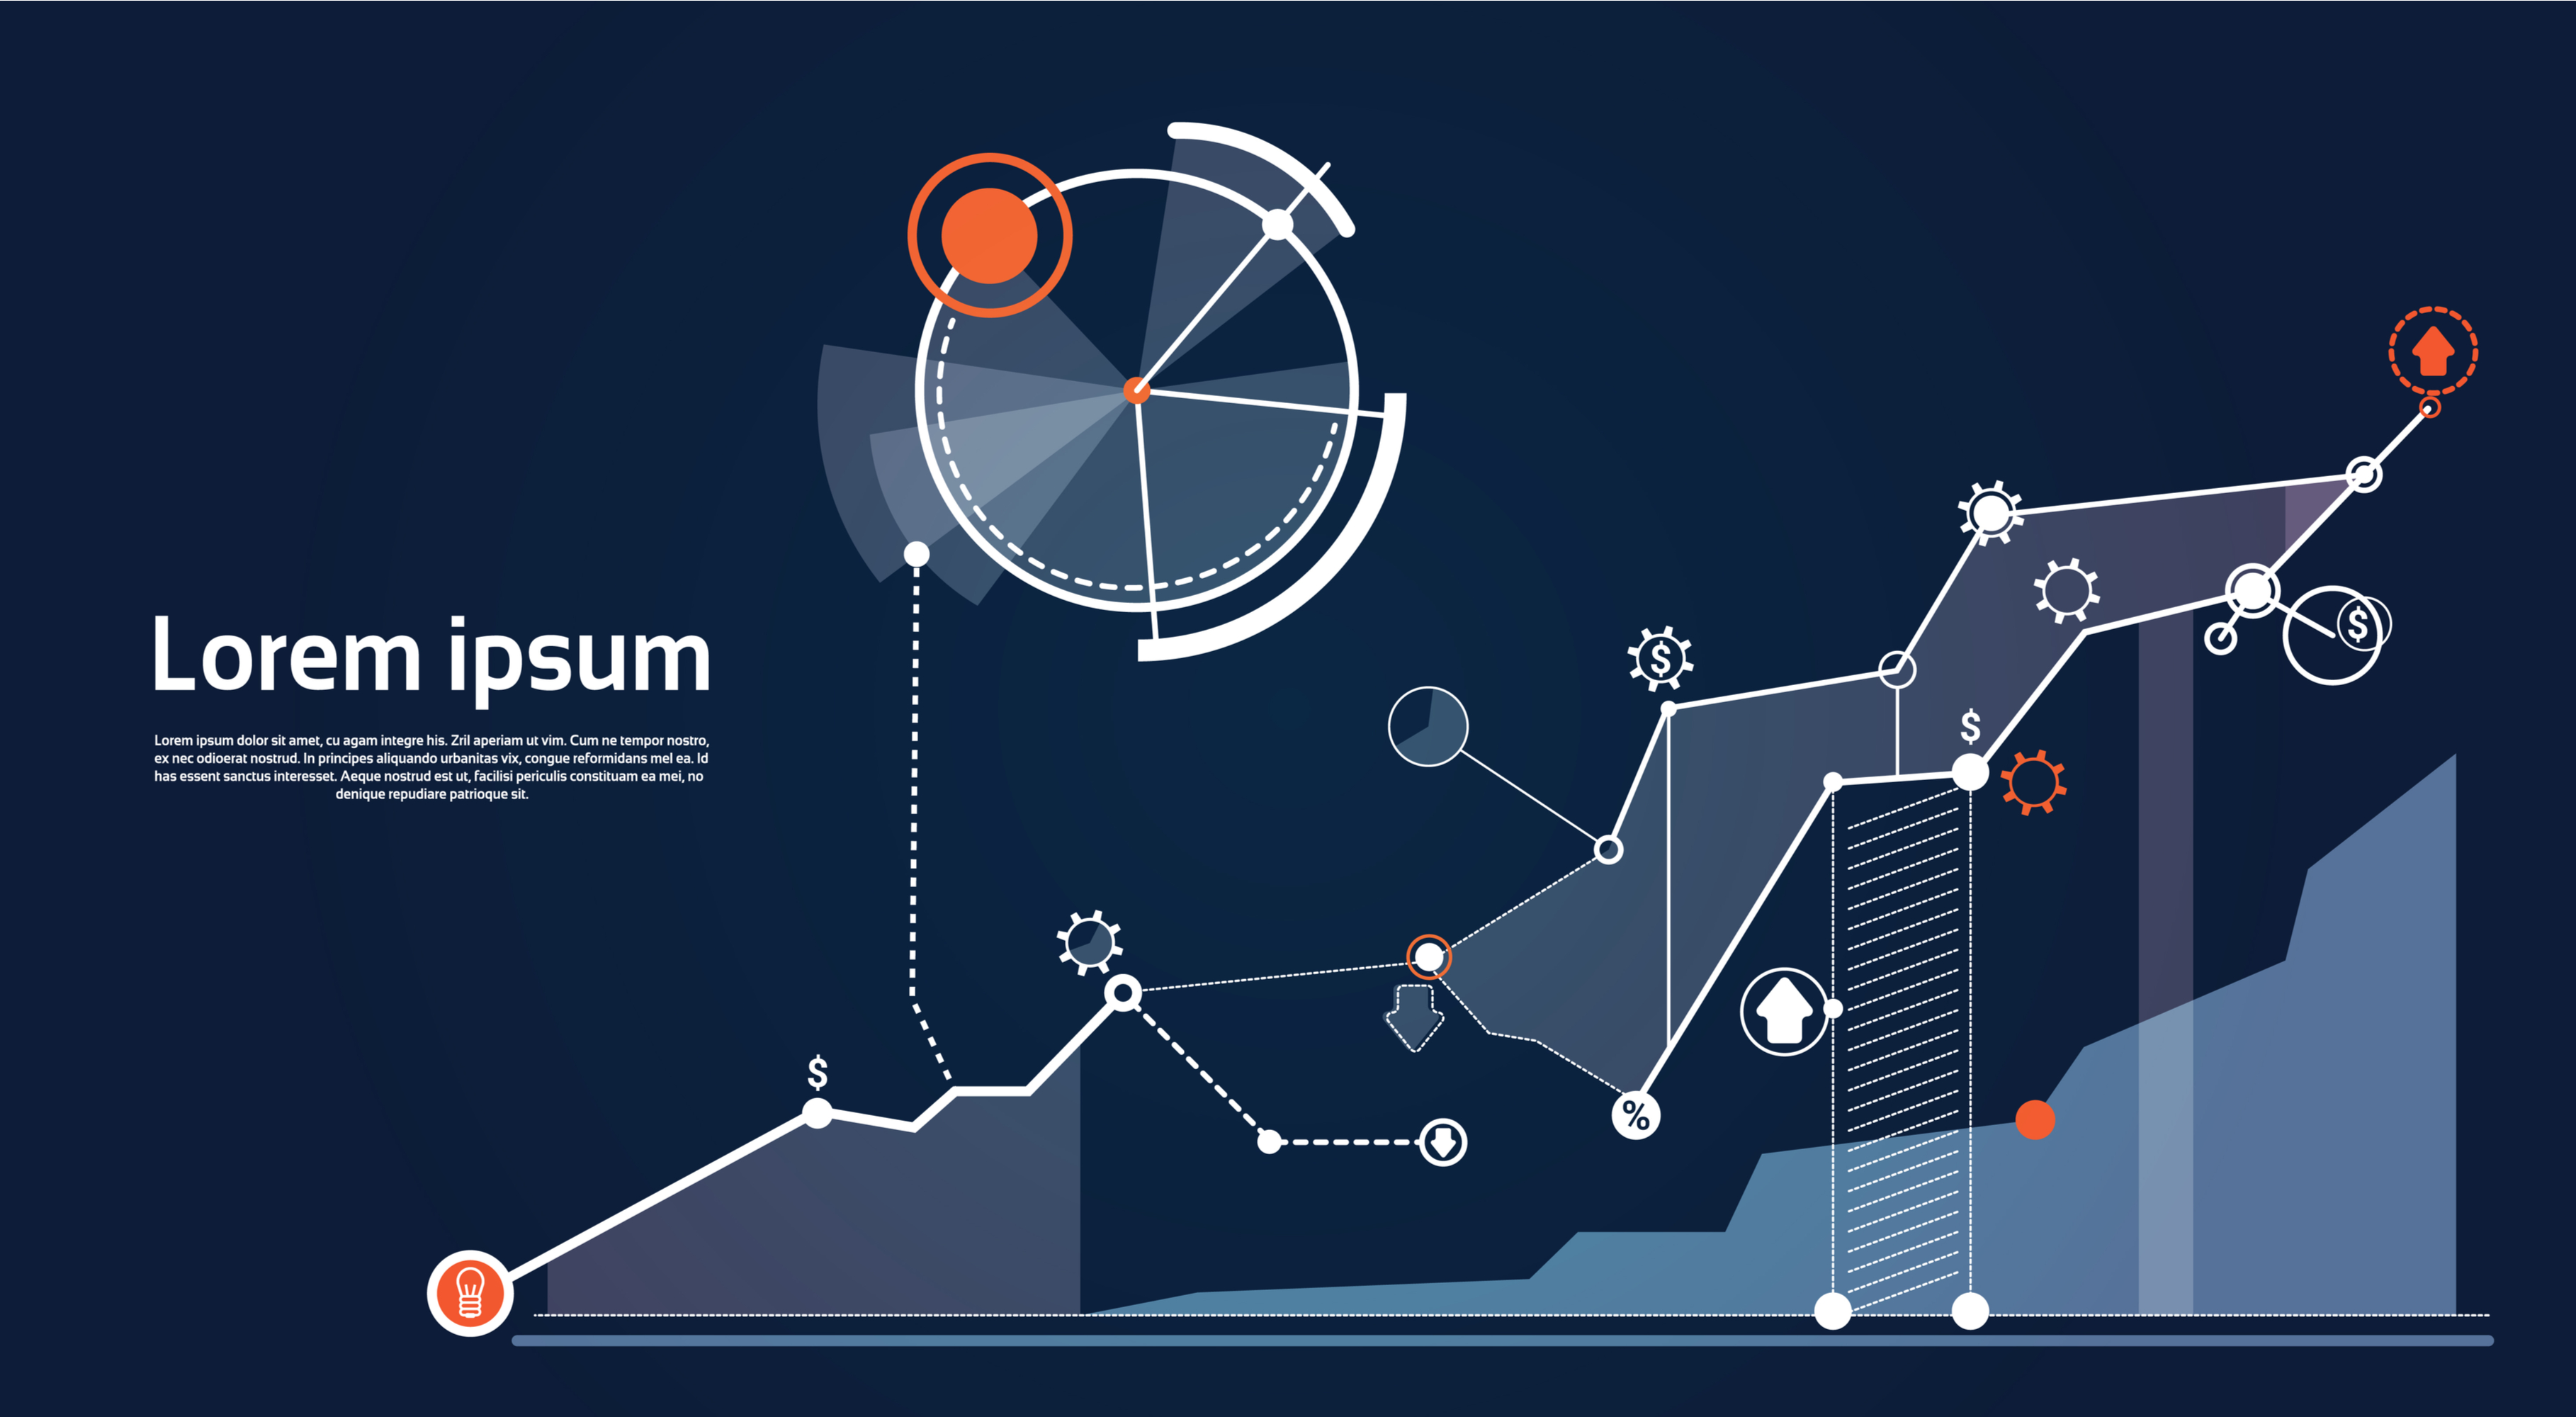 Lorem ipsum
Lorem ipsum dolor sit amet, cu agam integre his. Zril aperiam ut vim. Cum ne tempor nostro,
ex nec odioerat nostrud. In principes aliquando urbanitas vix, congue reformidans mel ea. Id
has essent sanctus interesset. Aeque nostrud est ut, facilisi periculis constituam ea mei, no
denique repudiare patrioque sit.
$
$
$
$
%